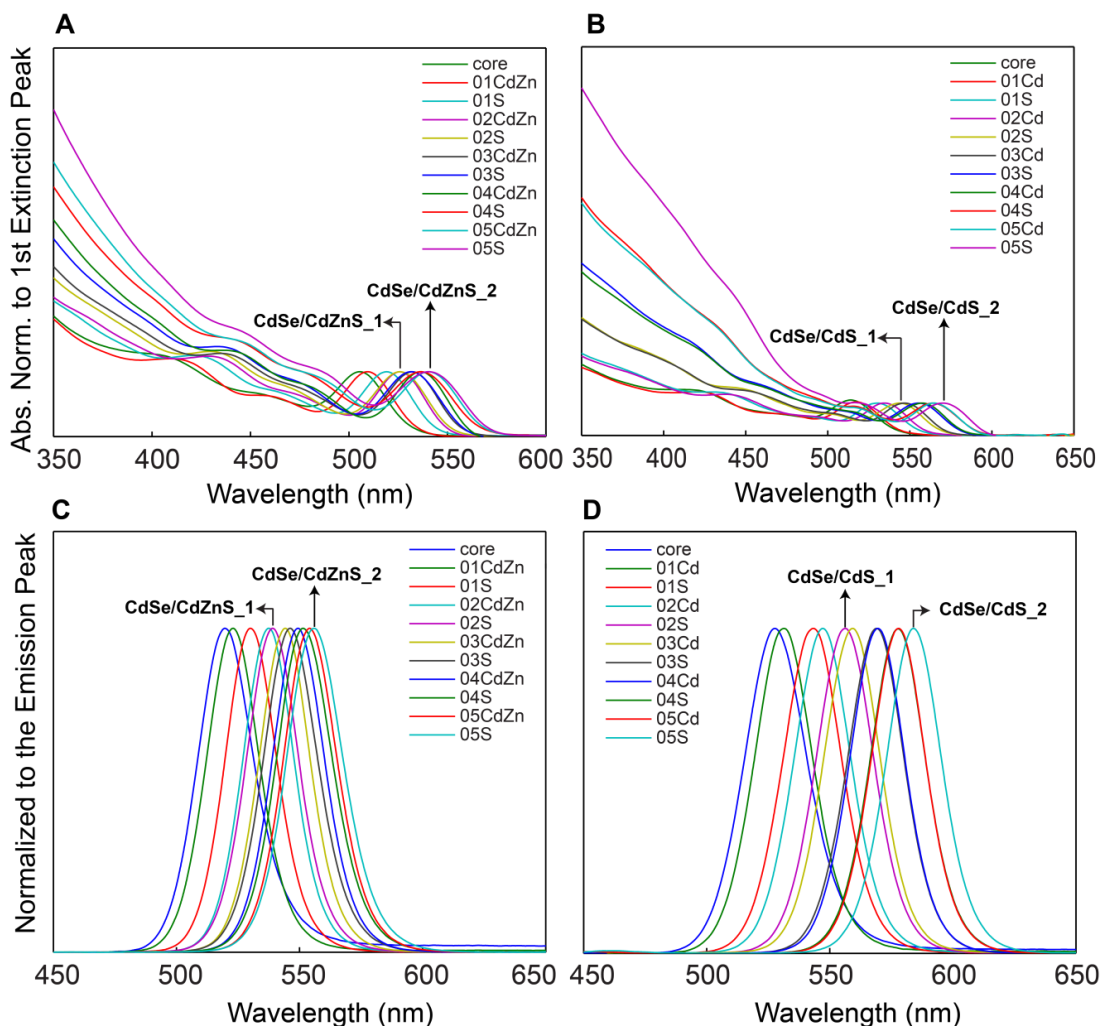 A
Abs. Norm. to 1st Extinction Peak
core
01CdZn
01S
02CdZn
02S
03CdZn
03S
04CdZn
04S
05CdZn
05S
CdSe/CdZnS_2
CdSe/CdZnS_1
350 400 450 500 550 600
Wavelength (nm)
B
core
01Cd
01S
02Cd
02S
03Cd
03S
04Cd
04S
05Cd
05S
CdSe/CdS_2
CdSe/CdS_1
350 400 450 500 550 600 650
Wavelength (nm)
C
Normalized to the Emission Peak
core
01CdZn
01S
02CdZn
02S
03CdZn
03S
04CdZn
04S
05CdZn
05S
CdSe/CdZnS_2
CdSe/CdZnS_1
450 500 550 600 650
Wavelength (nm)
D
core
01Cd
01S
02Cd
02S
03Cd
03S
04Cd
04S
05Cd
05S
CdSe/CdS_1
CdSe/CdS_2
450 500 550 600 650
Wavelength (nm)